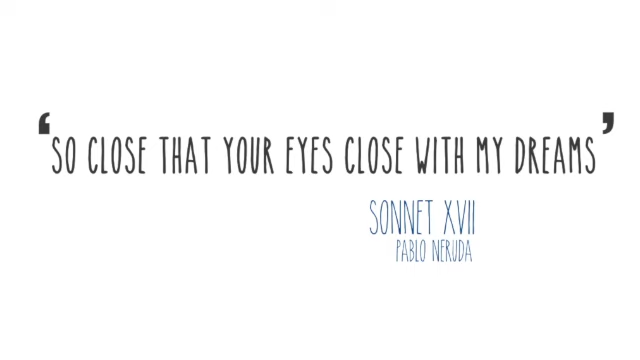 ‘SO CLOSE THAT YOUR EYES CLOSE WITH MY DREAMS’
SONNET XVII
PABLO NERUDA